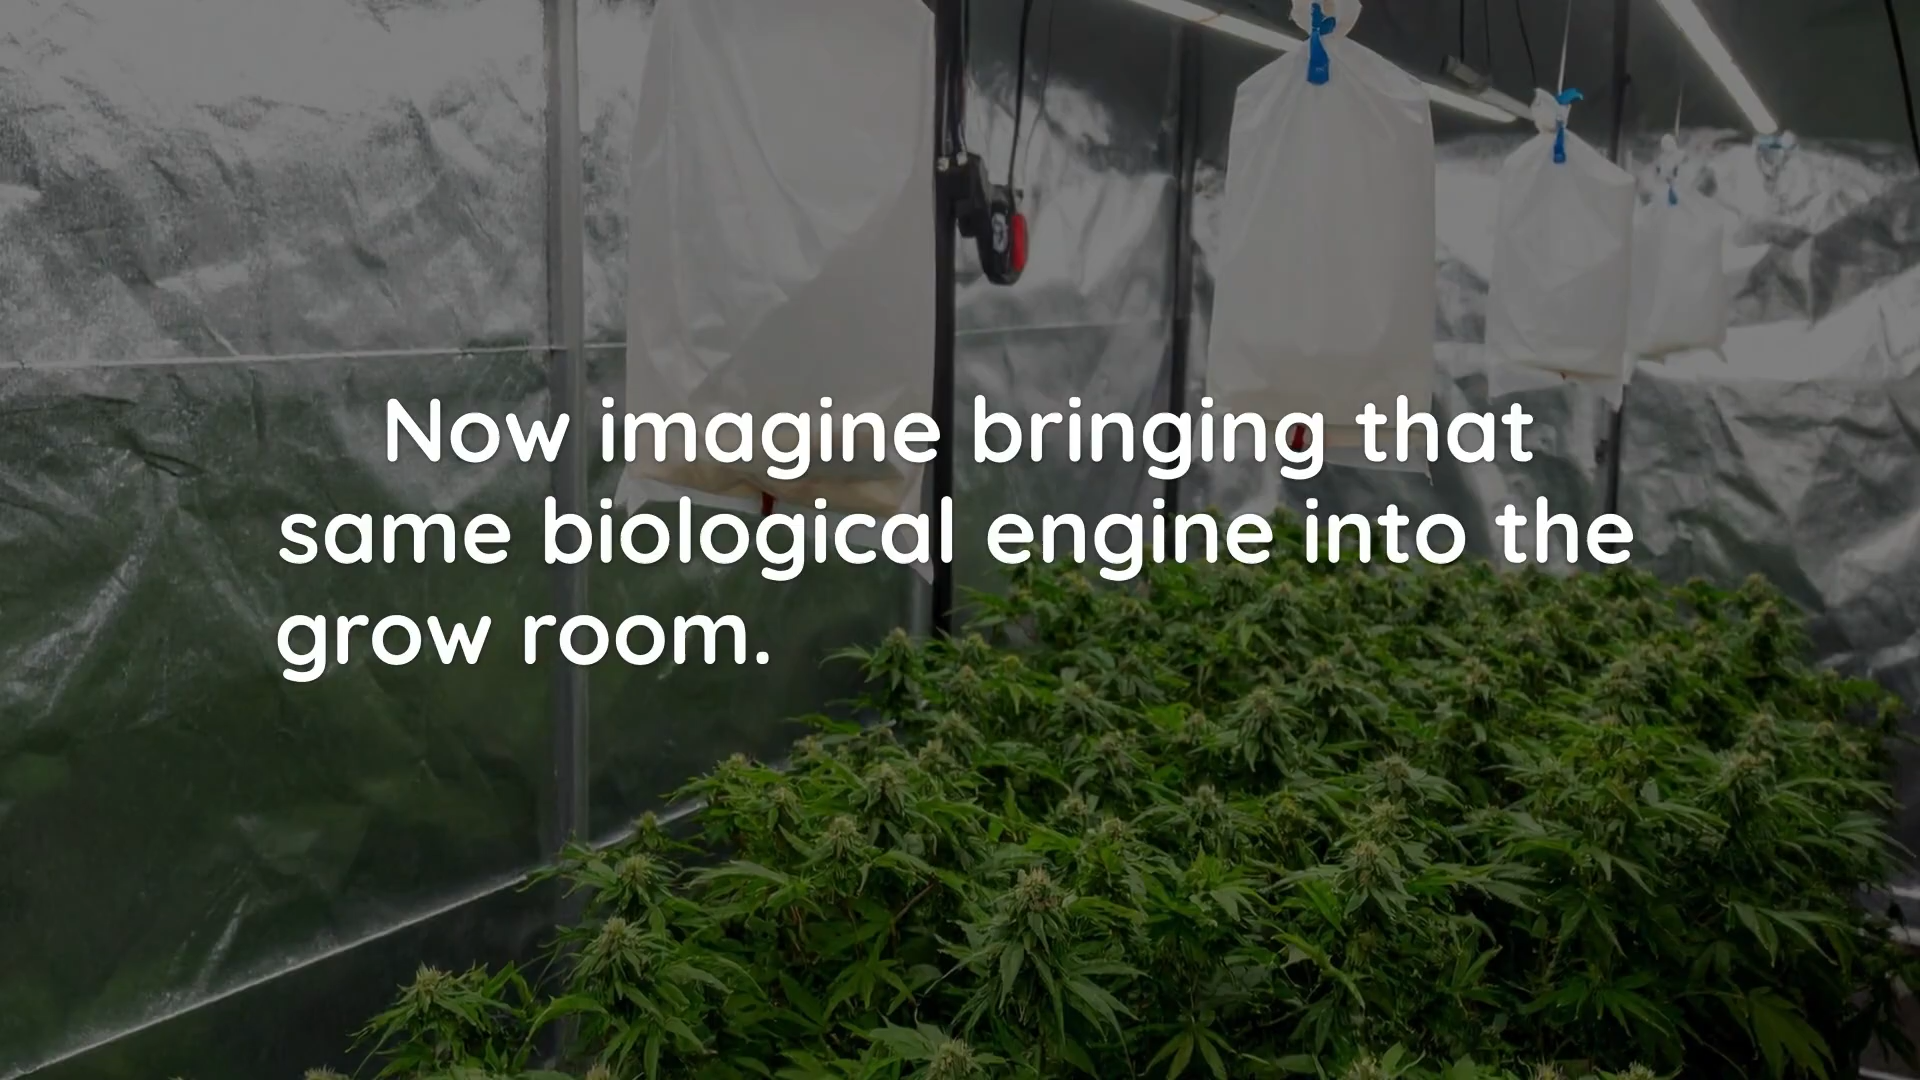 Now imagine bringing that
same biological engine into the
grow room.